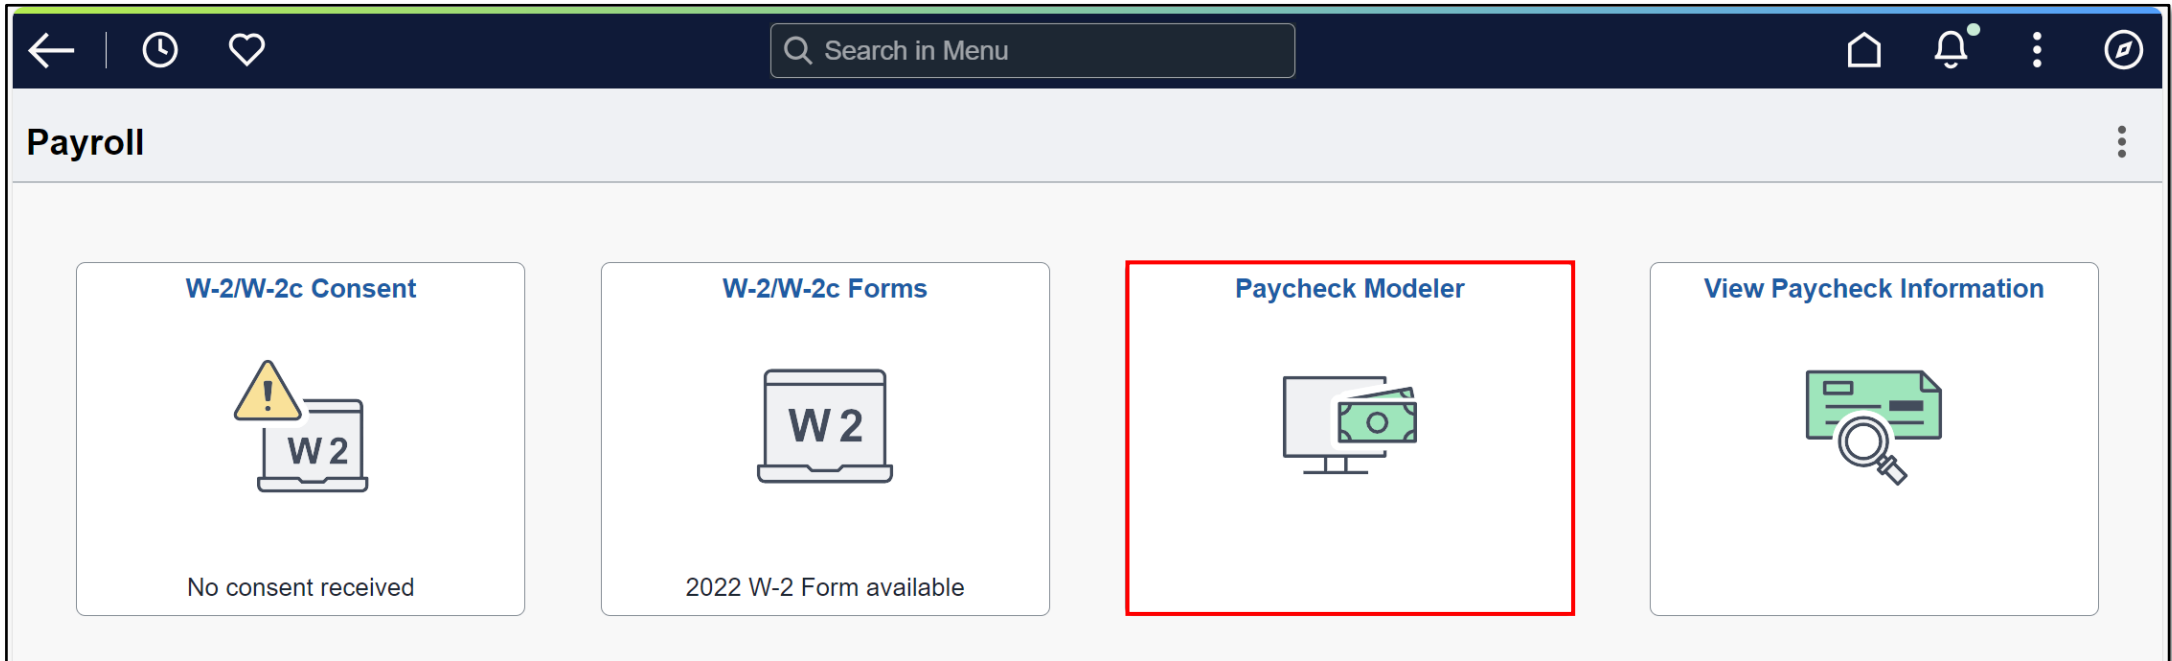 Search in Menu
Payroll
W-2/W-2c Consent
W 2
No consent received
W-2/W-2c Forms
W 2
2022 W-2 Form available
Paycheck Modeler
View Paycheck Information